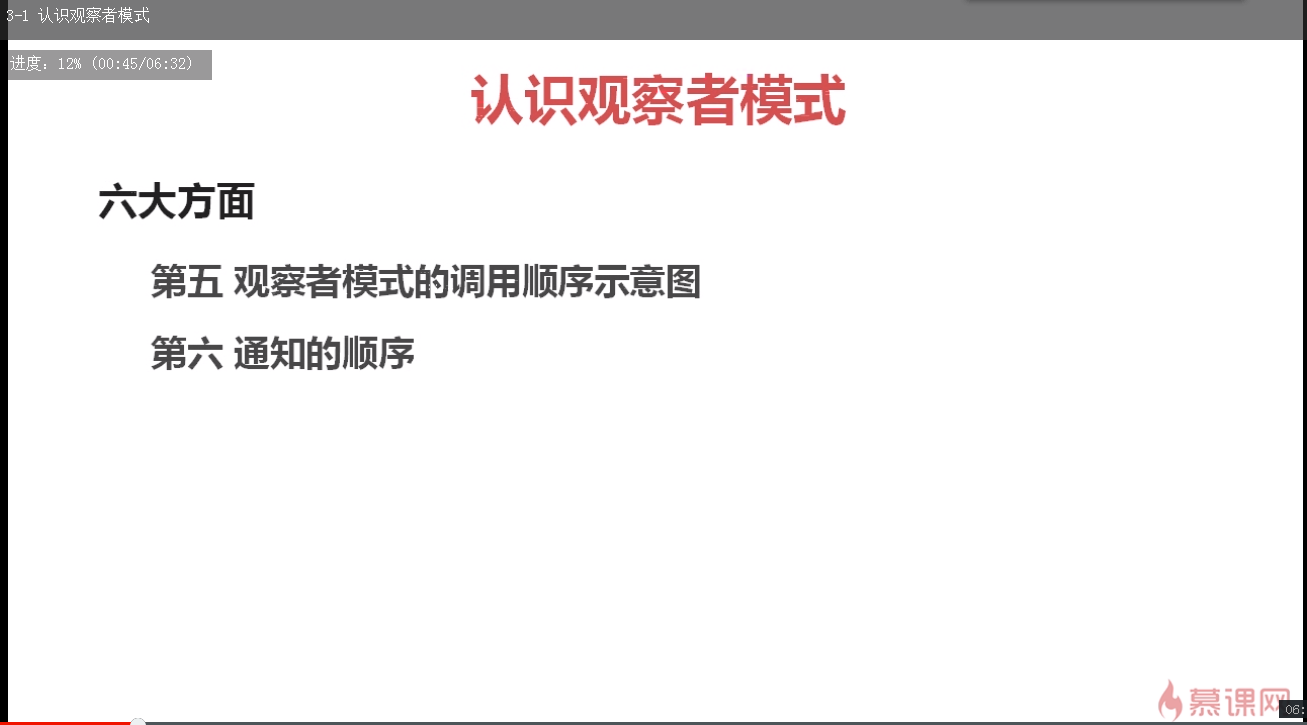 3-1 认识观察者模式
进度: 12% (00:45/06:32)
认识观察者模式
六大方面
第五 观察者模式的调用顺序示意图
第六 通知的顺序
慕课网
06: